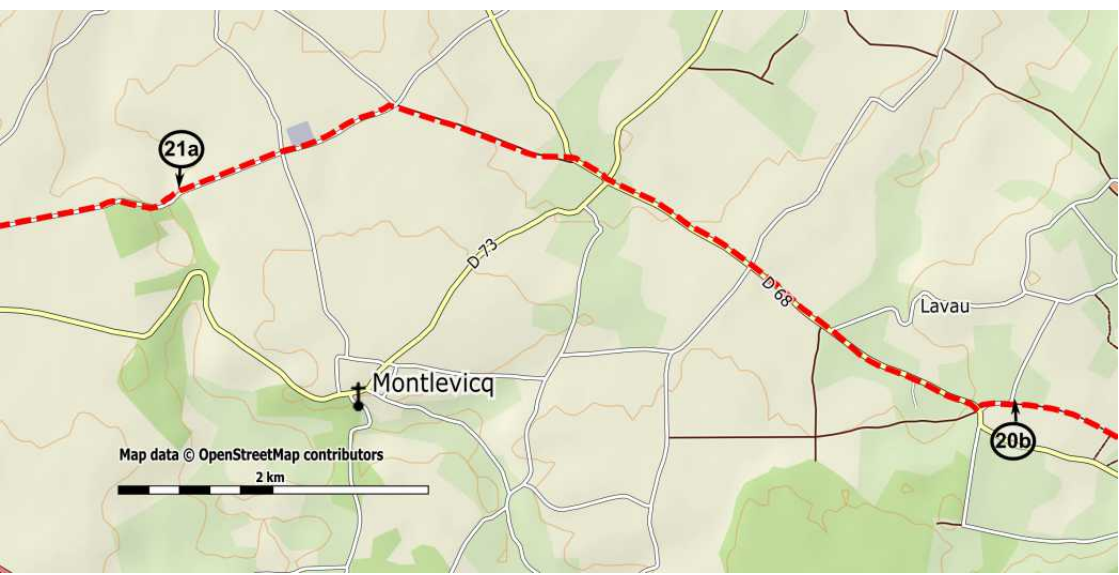 21a
D 73
D 68
Lavau
Montlevicq
20b
Map data © OpenStreetMap contributors
2 km